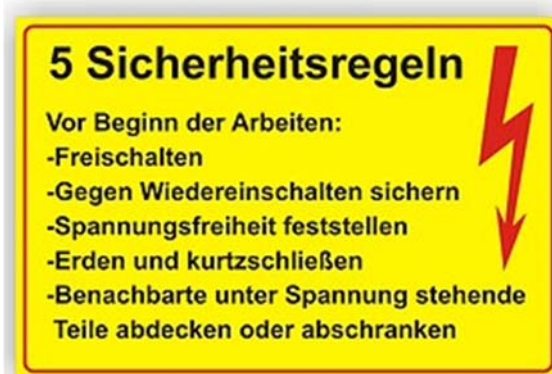 5 Sicherheitsregeln
Vor Beginn der Arbeiten:
-Freischalten
-Gegen Wiedereinschalten sichern
-Spannungsfreiheit feststellen
-Erden und kurtzschließen
-Benachbarte unter Spannung stehende
Teile abdecken oder abschranken